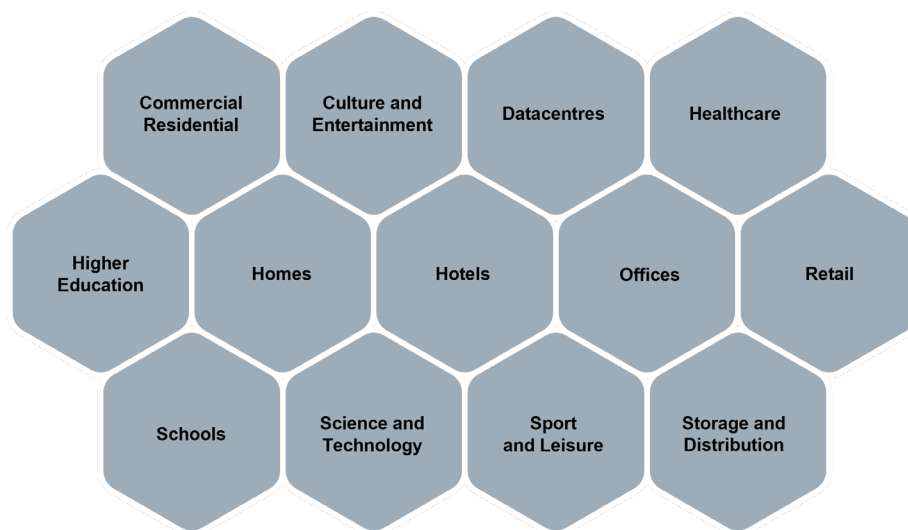 Commercial
Residential
Culture and
Entertainment
Datacentres
Healthcare
Higher
Education
Homes
Hotels
Offices
Retail
Schools
Science and
Technology
Sport
and Leisure
Storage and
Distribution